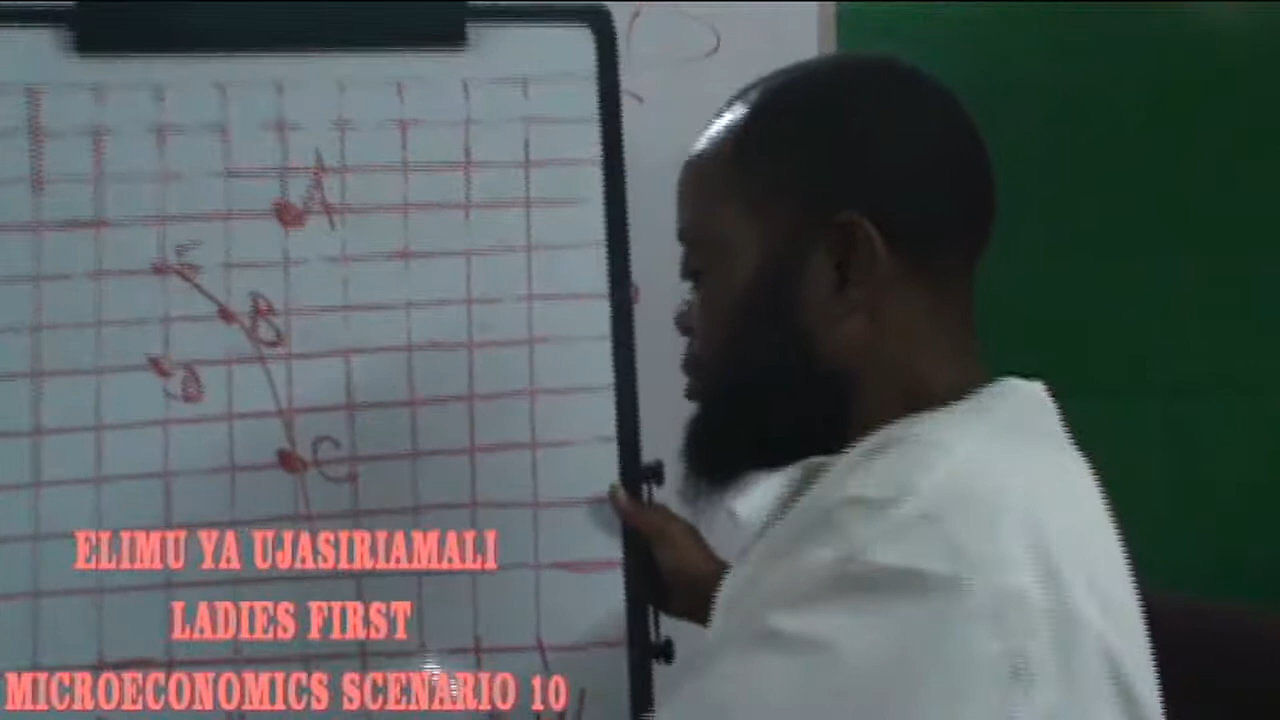 A
E
B
D
C
ELIMU YA UJASIRIAMALI
LADIES FIRST
MICROECONOMICS SCENARIO 10